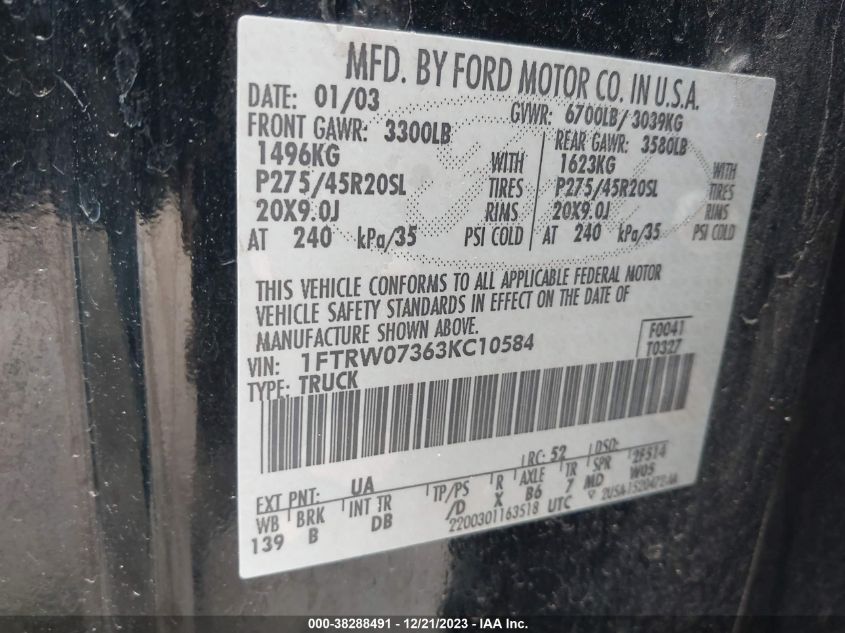 MFD. BY FORD MOTOR CO. IN U.S.A.
DATE: 01/03 GVWR: 6700LB/ 3039KG
FRONT GAWR: 3300LB REAR GAWR: 3580LB
1496KG WITH 1623KG WITH
P275/45R20SL TIRES P275/45R20SL TIRES
20X9.0J RIMS 20X9.0J RIMS
AT 240 kPa/35 PSI COLD AT 240 kPa/35 PSI COLD
THIS VEHICLE CONFORMS TO ALL APPLICABLE FEDERAL MOTOR
VEHICLE SAFETY STANDARDS IN EFFECT ON THE DATE OF
MANUFACTURE SHOWN ABOVE.
F0041
VIN: 1FTRW07363KC10584
T0327
TYPE: TRUCK
EXT PNT: UA RC: 52 DSO: 2F514
WB BRK INT TR TP/PS R AXLE TR SPR
139 B DB /D X B6 7 MD W05
2200301163518 UTC
000-38288491 - 12/21/2023 - IAAI.com.